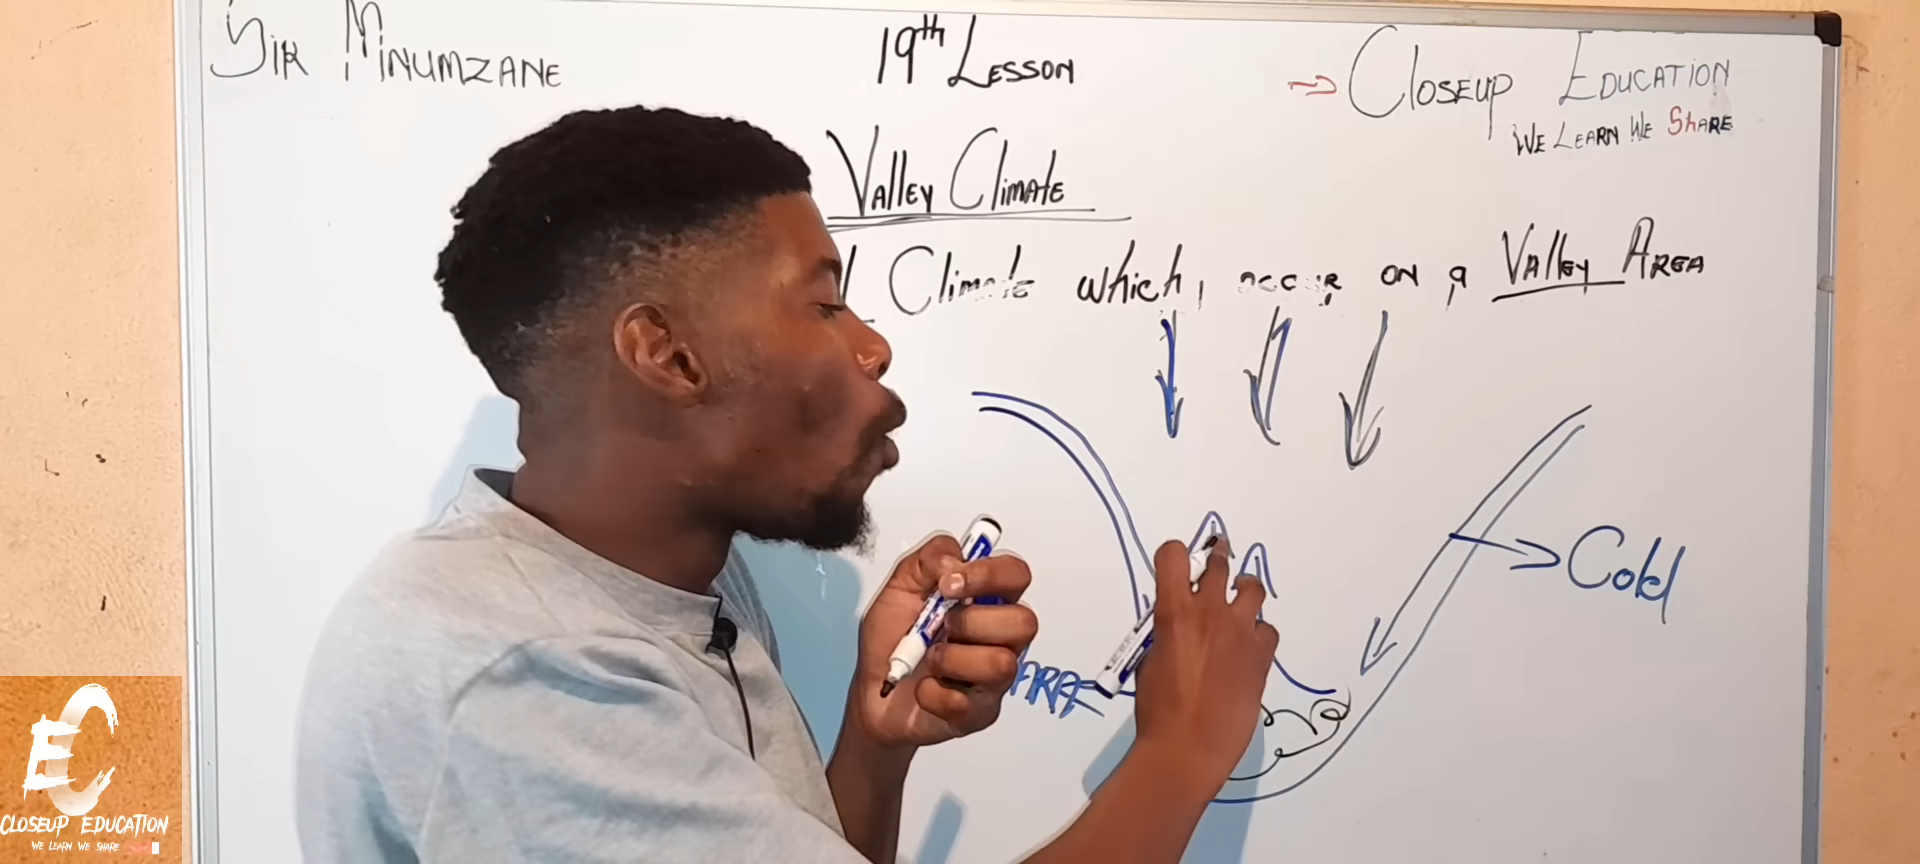 Sir Minumzane
19th Lesson
Closeup Education
We Learn We Share
Valley Climate
Climate which, occur on a Valley Area
Cold
CLOSEUP EDUCATION
WE LEARN WE SHARE